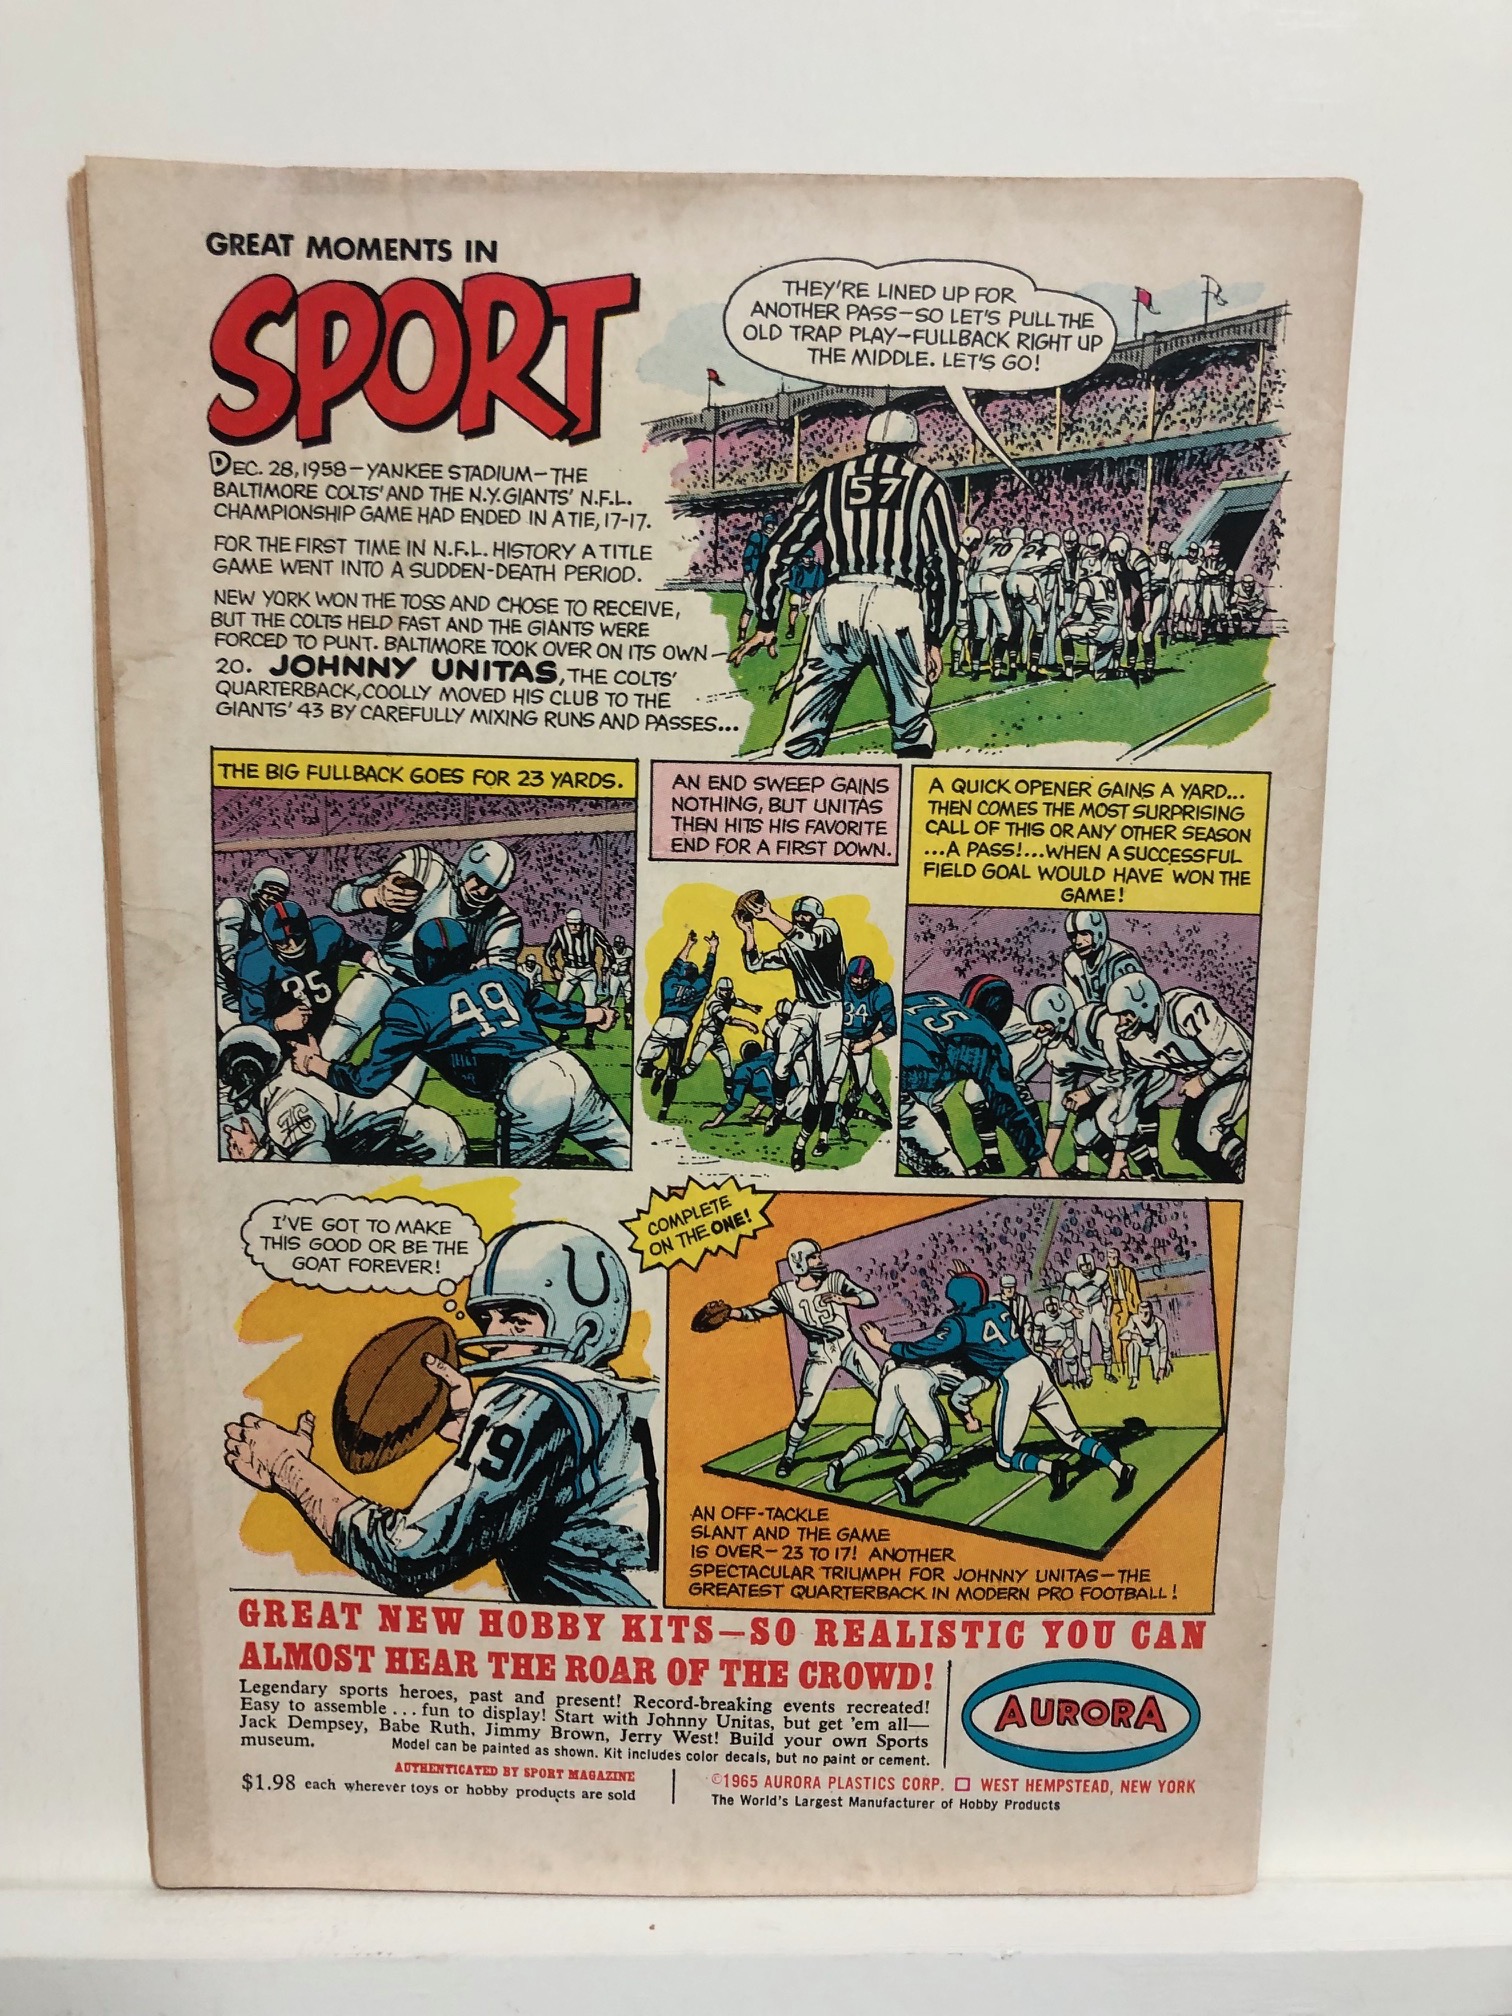 GREAT MOMENTS IN
SPORT
THEY'RE LINED UP FOR
ANOTHER PASS—SO LET'S PULL THE
OLD TRAP PLAY—FULLBACK RIGHT UP
THE MIDDLE. LET'S GO!
57
70
24
DEC. 28, 1958—YANKEE STADIUM—THE
BALTIMORE COLTS' AND THE N.Y. GIANTS' N.F.L.
CHAMPIONSHIP GAME HAD ENDED IN A TIE, 17-17.
FOR THE FIRST TIME IN N.F.L. HISTORY A TITLE
GAME WENT INTO A SUDDEN-DEATH PERIOD.
NEW YORK WON THE TOSS AND CHOSE TO RECEIVE,
BUT THE COLTS HELD FAST AND THE GIANTS WERE
FORCED TO PUNT. BALTIMORE TOOK OVER ON ITS OWN—
20. JOHNNY UNITAS, THE COLTS'
QUARTERBACK, COOLLY MOVED HIS CLUB TO THE
GIANTS' 43 BY CAREFULLY MIXING RUNS AND PASSES...
THE BIG FULLBACK GOES FOR 23 YARDS.
35
49
76
AN END SWEEP GAINS
NOTHING, BUT UNITAS
THEN HITS HIS FAVORITE
END FOR A FIRST DOWN.
84
A QUICK OPENER GAINS A YARD...
THEN COMES THE MOST SURPRISING
CALL OF THIS OR ANY OTHER SEASON
...A PASS!...WHEN A SUCCESSFUL
FIELD GOAL WOULD HAVE WON THE
GAME!
75
77
I'VE GOT TO MAKE
THIS GOOD OR BE THE
GOAT FOREVER!
19
COMPLETE
ON THE ONE!
19
42
AN OFF-TACKLE
SLANT AND THE GAME
IS OVER—23 TO 17! ANOTHER
SPECTACULAR TRIUMPH FOR JOHNNY UNITAS—THE
GREATEST QUARTERBACK IN MODERN PRO FOOTBALL!
GREAT NEW HOBBY KITS—SO REALISTIC YOU CAN
ALMOST HEAR THE ROAR OF THE CROWD!
Legendary sports heroes, past and present! Record-breaking events recreated!
Easy to assemble...fun to display! Start with Johnny Unitas, but get 'em all—
Jack Dempsey, Babe Ruth, Jimmy Brown, Jerry West! Build your own Sports
museum. Model can be painted as shown. Kit includes color decals, but no paint or cement.
AURORA
AUTHENTICATED BY SPORT MAGAZINE
$1.98 each wherever toys or hobby products are sold
©1965 AURORA PLASTICS CORP. □ WEST HEMPSTEAD, NEW YORK
The World's Largest Manufacturer of Hobby Products